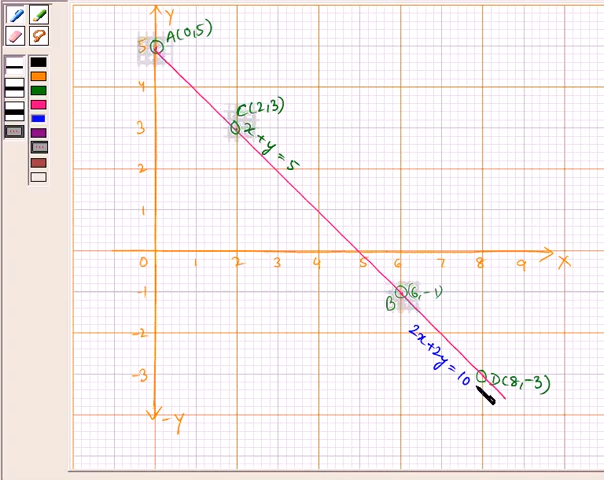 Y
A(0,5)
5
4
C(2,3)
3
x+y=5
2
1
0 1 2 3 4 5 6 7 8 9 X
-1
B(6,-1)
-2
2x+2y=10
-3
D(8,-3)
-Y